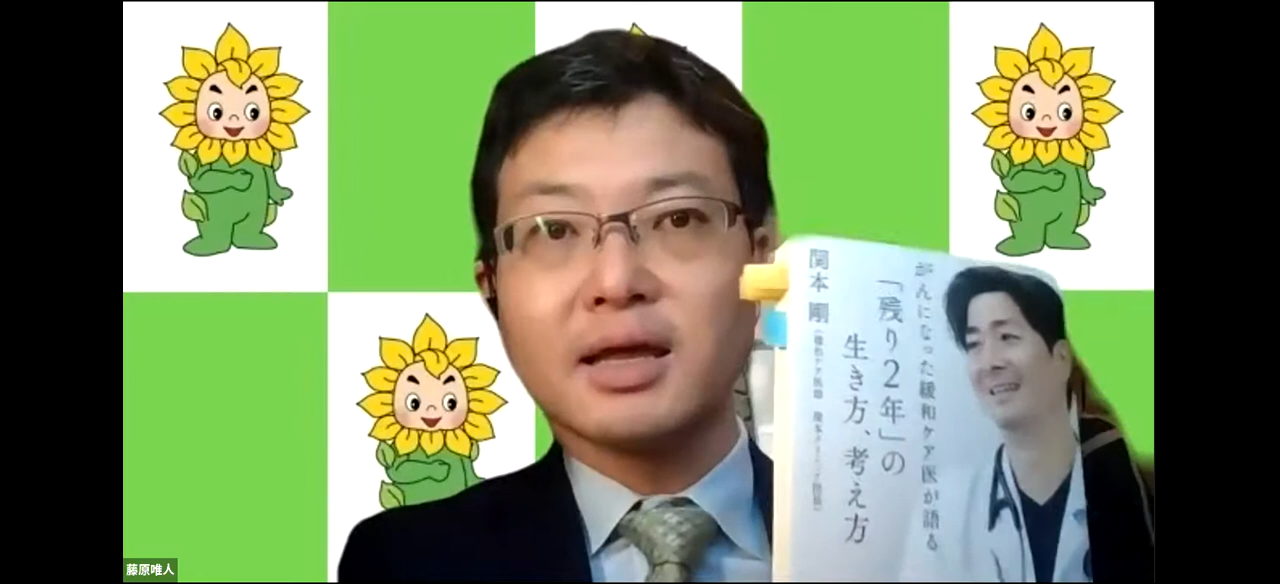 がんになった緩和ケア医が語る
「残り2年」の
生き方、考え方
関本 剛
藤原唯人